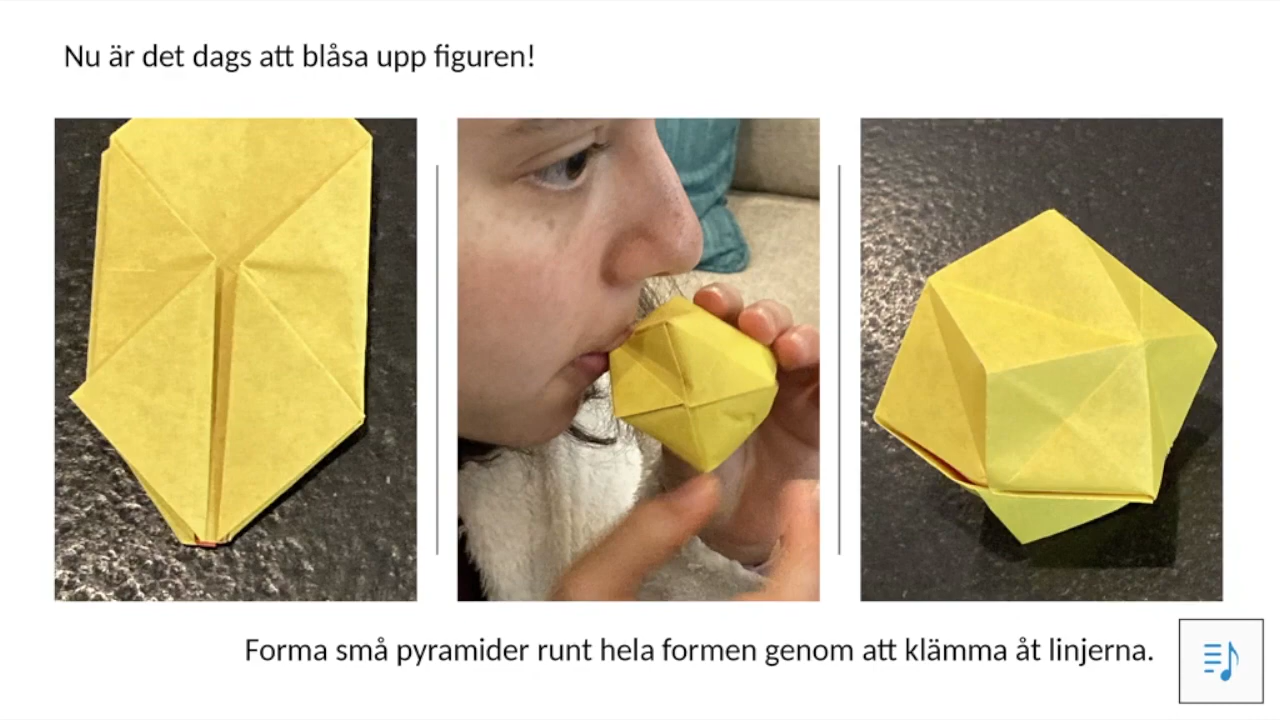 Nu är det dags att blåsa upp figuren!
Forma små pyramider runt hela formen genom att klämma åt linjerna.